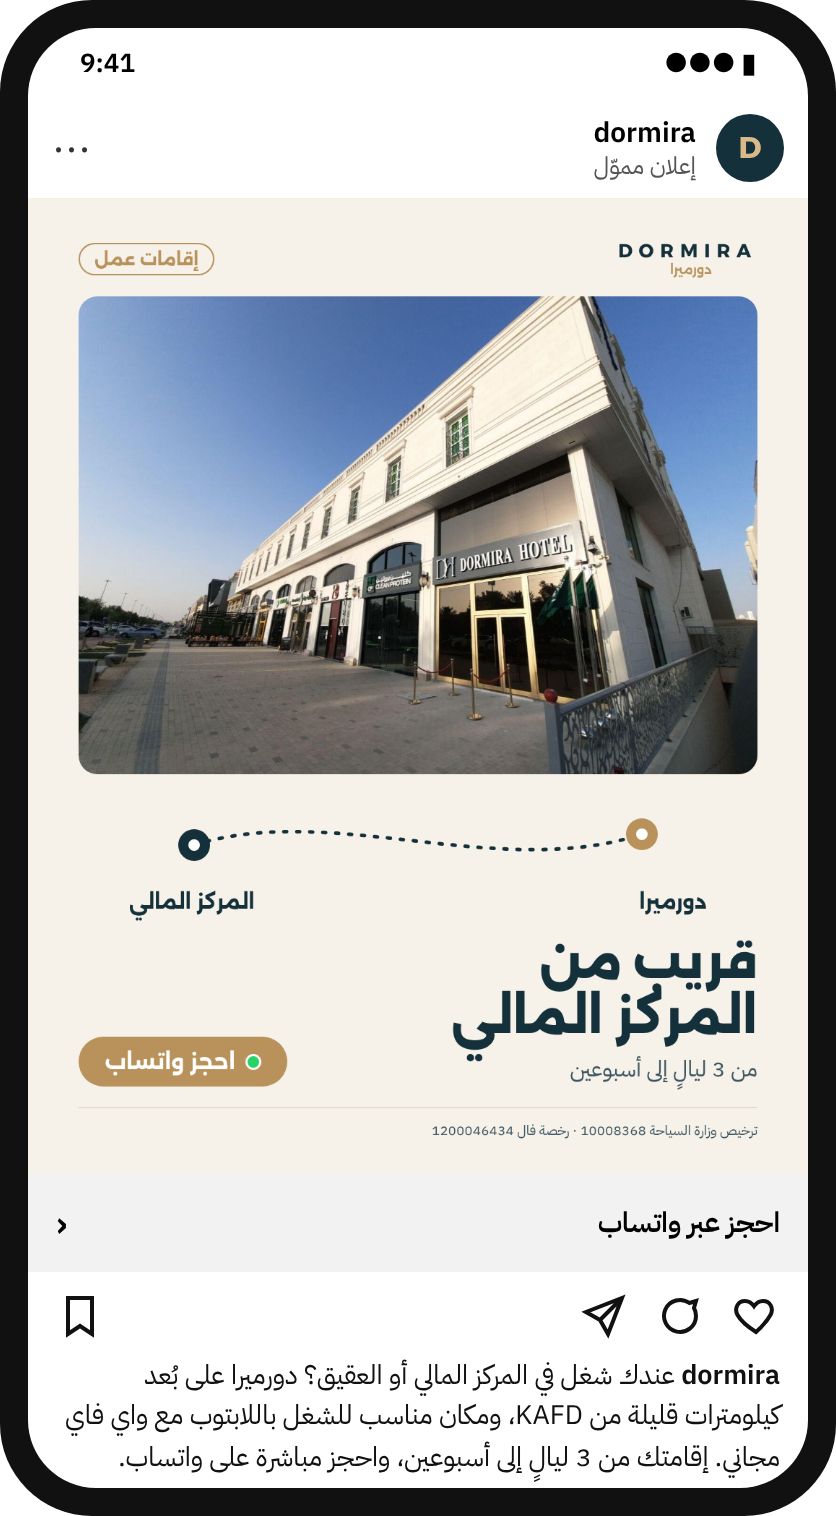 9:41
dormira
إعلان مموّل
D
DORMIRA
دورميرا
إقامات عمل
DORMIRA HOTEL
CLEAN PROTEIN
دورميرا
المركز المالي
قريب من
المركز المالي
من 3 ليالٍ إلى أسبوعين
احجز واتساب
ترخيص وزارة السياحة 10008368 · رخصة فال 1200046434
احجز عبر واتساب
dormira عندك شغل في المركز المالي أو العقيق؟ دورميرا على بُعد
كيلومترات قليلة من KAFD، ومكان مناسب للشغل باللابتوب مع واي فاي
مجاني. إقامتك من 3 ليالٍ إلى أسبوعين، واحجز مباشرة على واتساب.